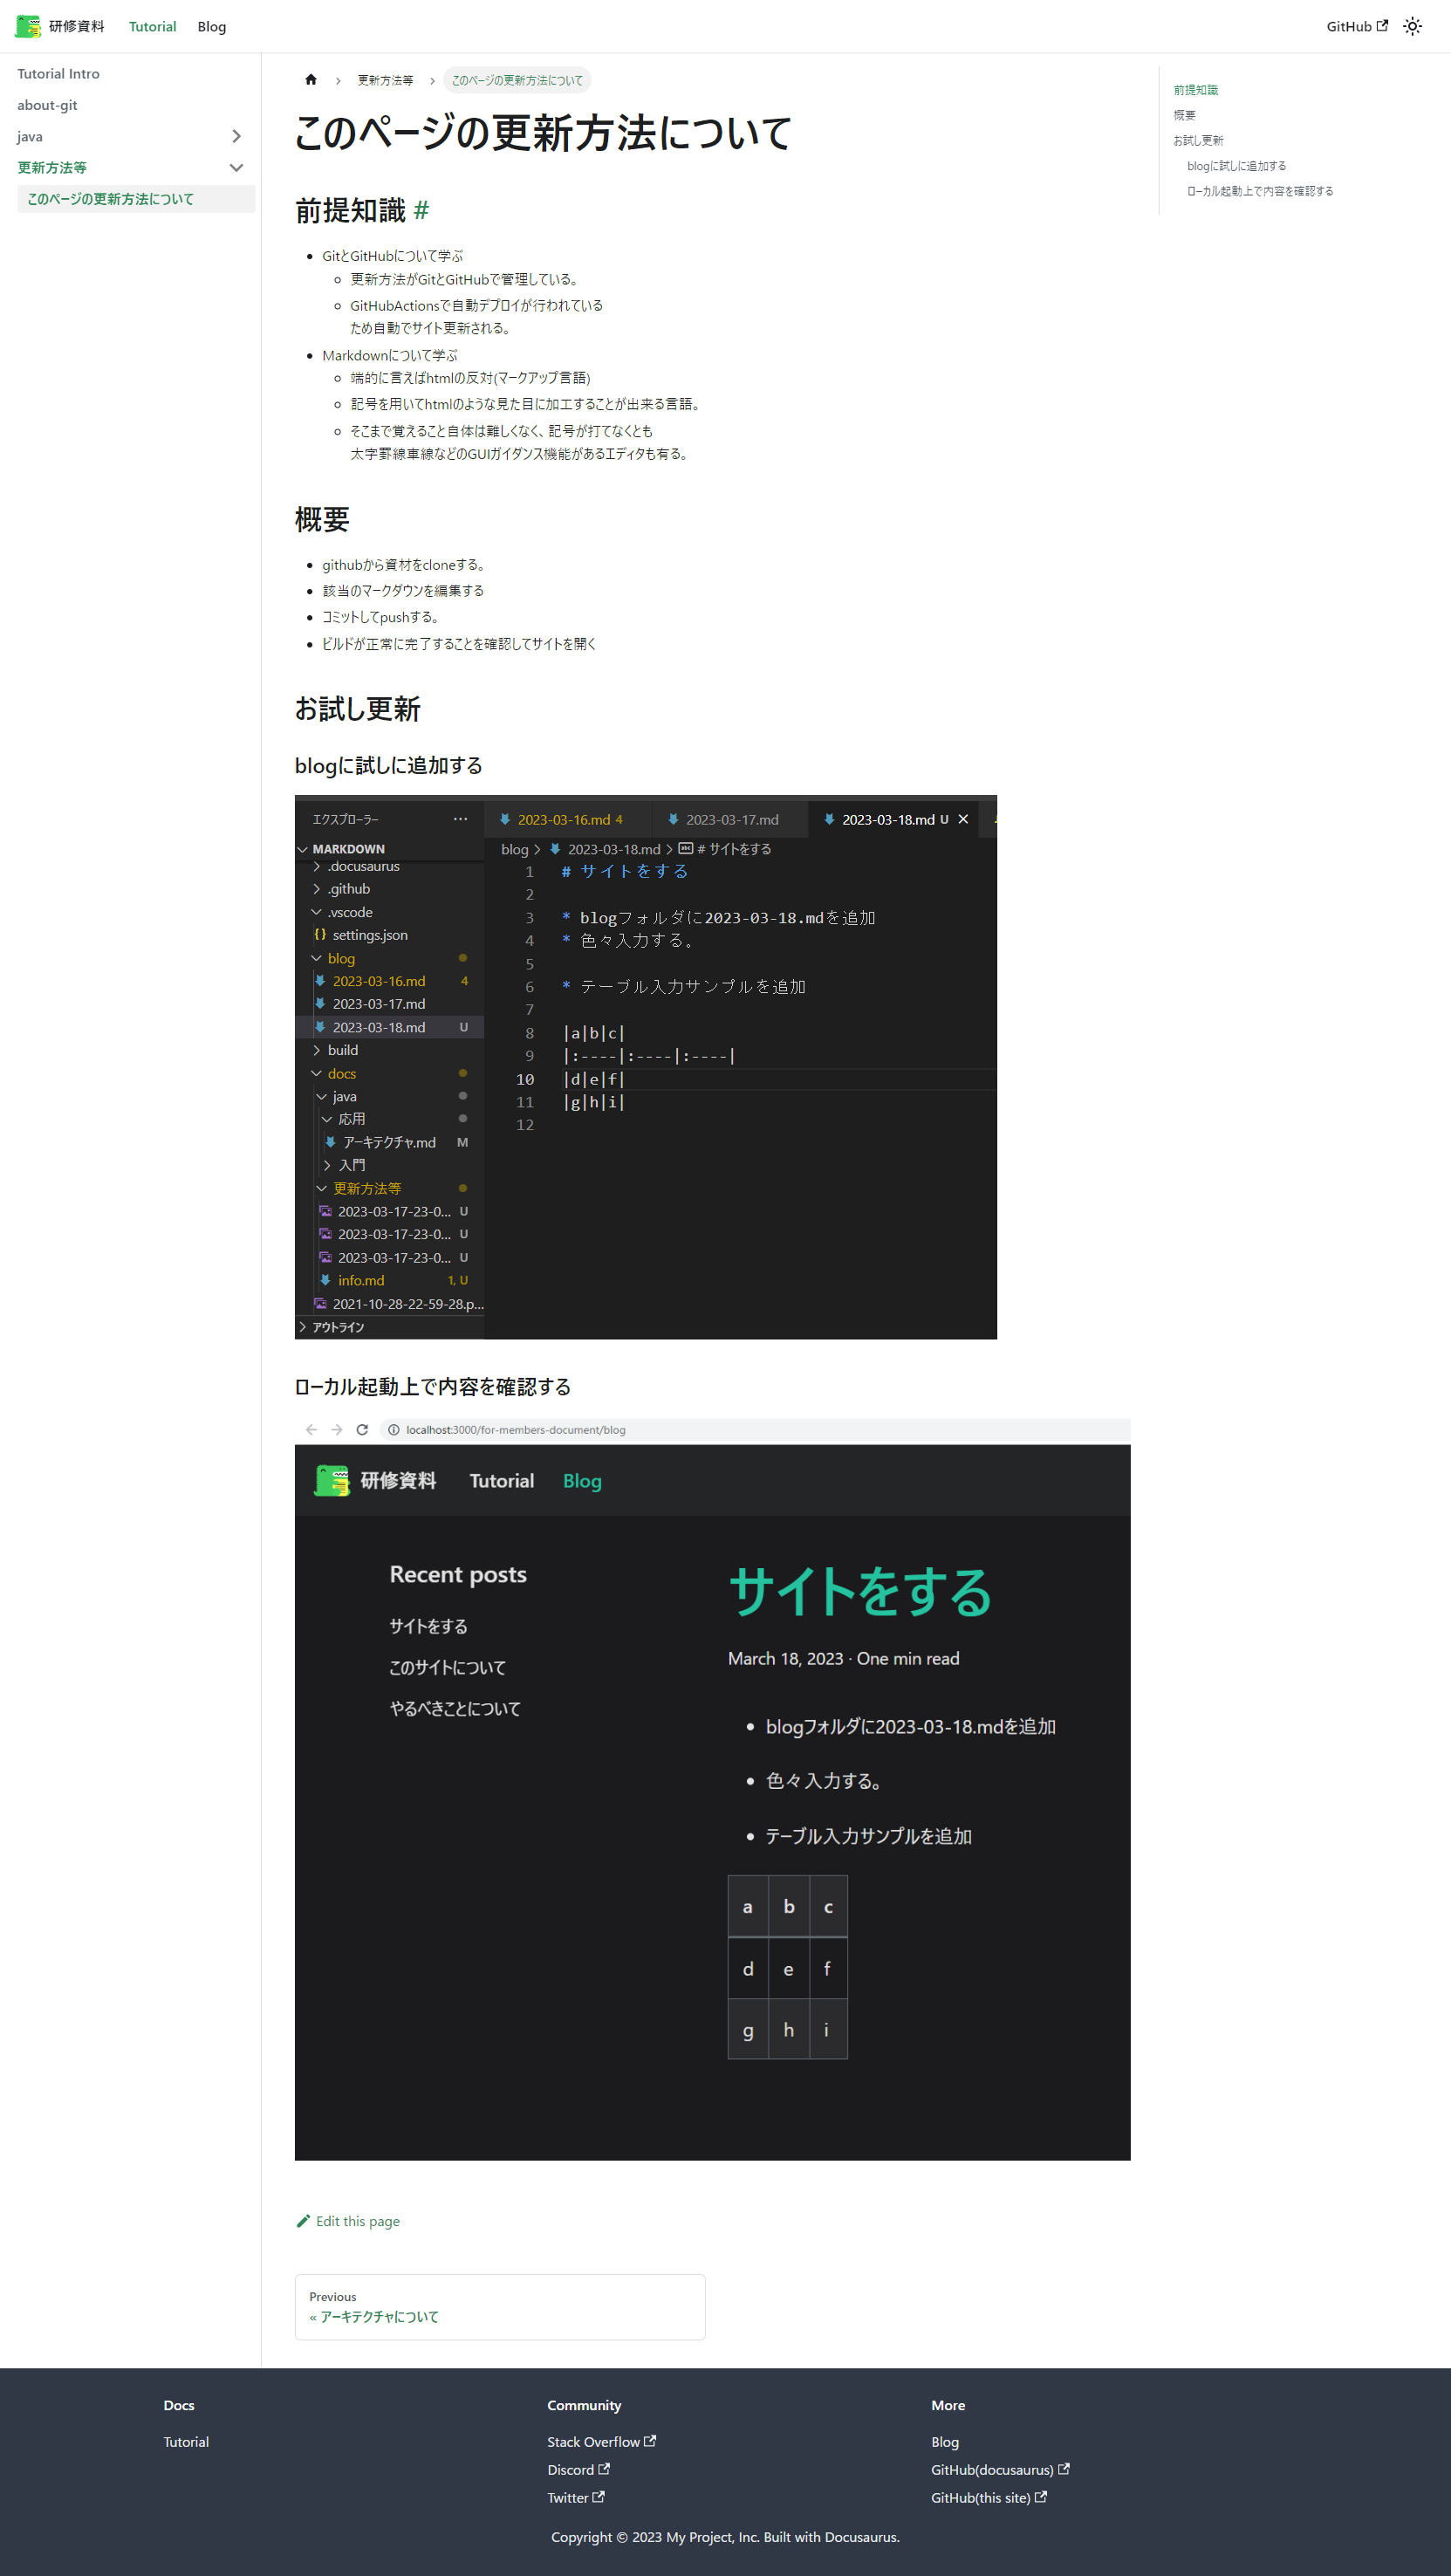 研修資料
Tutorial
Blog
GitHub
Tutorial Intro
about-git
java
更新方法等
このページの更新方法について
更新方法等
このページの更新方法について
このページの更新方法について
前提知識 #
GitとGitHubについて学ぶ
更新方法がGitとGitHubで管理している。
GitHubActionsで自動デプロイが行われている
ため自動でサイト更新される。
Markdownについて学ぶ
端的に言えばhtmlの反対(マークアップ言語)
記号を用いてhtmlのような見た目に加工することが出来る言語。
そこまで覚えること自体は難しくなく、記号が打てなくとも
太字罫線車線などのGUIガイダンス機能があるエディタも有る。
概要
githubから資材をcloneする。
該当のマークダウンを編集する
コミットしてpushする。
ビルドが正常に完了することを確認してサイトを開く
お試し更新
blogに試しに追加する
エクスプローラー
MARKDOWN
.docusaurus
.github
.vscode
settings.json
blog
2023-03-16.md 4
2023-03-17.md
2023-03-18.md U
build
docs
java
応用
アーキテクチャ.md M
入門
更新方法等
2023-03-17-23-0... U
2023-03-17-23-0... U
2023-03-17-23-0... U
info.md 1, U
2021-10-28-22-59-28.p...
アウトライン
2023-03-16.md 4
2023-03-17.md
2023-03-18.md U
blog > 2023-03-18.md > # サイトをする
1 # サイトをする
2
3 * blogフォルダに2023-03-18.mdを追加
4 * 色々入力する。
5
6 * テーブル入力サンプルを追加
7
8 |a|b|c|
9 |:----|:----|:----|
10 |d|e|f|
11 |g|h|i|
12
ローカル起動上で内容を確認する
localhost:3000/for-members-document/blog
研修資料
Tutorial
Blog
Recent posts
サイトをする
このサイトについて
やるべきことについて
サイトをする
March 18, 2023 · One min read
blogフォルダに2023-03-18.mdを追加
色々入力する。
テーブル入力サンプルを追加
a b c
d e f
g h i
Edit this page
Previous
« アーキテクチャについて
前提知識
概要
お試し更新
blogに試しに追加する
ローカル起動上で内容を確認する
Docs
Tutorial
Community
Stack Overflow
Discord
Twitter
More
Blog
GitHub(docusaurus)
GitHub(this site)
Copyright © 2023 My Project, Inc. Built with Docusaurus.